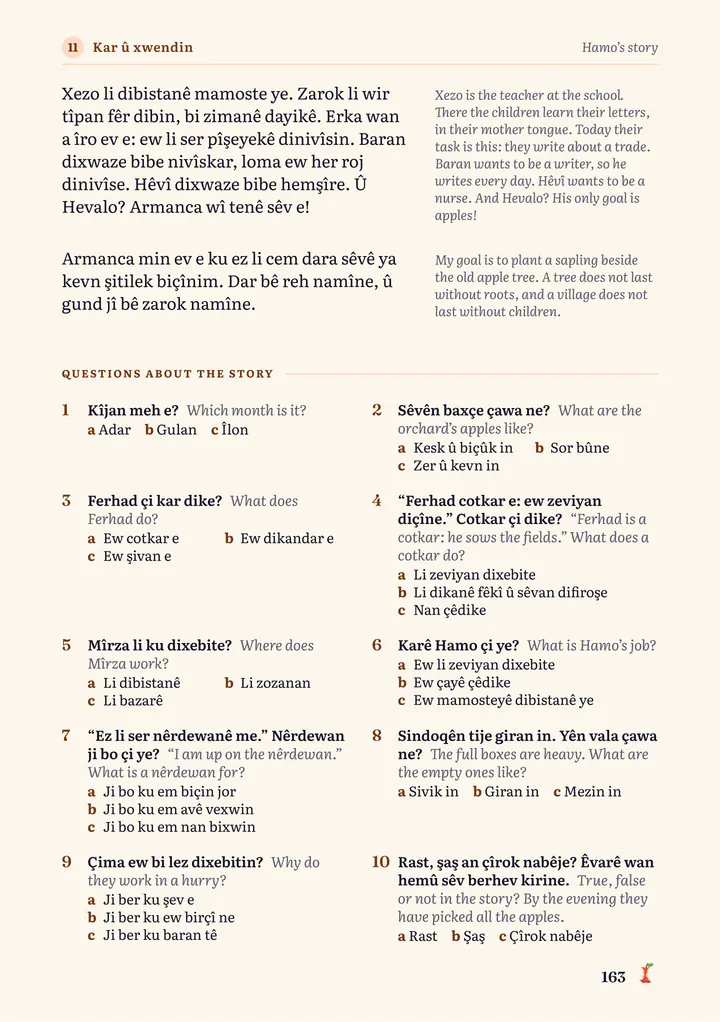 11 Kar û xwendin
Hamo's story
Xezo li dibistanê mamoste ye. Zarok li wir
tîpan fêr dibin, bi zimanê dayikê. Erka wan
a îro ev e: ew li ser pîşeyekê dinivîsin. Baran
dixwaze bibe nivîskar, loma ew her roj
dinivîse. Hêvî dixwaze bibe hemşîre. Û
Hevalo? Armanca wî tenê sêv e!
Xezo is the teacher at the school.
There the children learn their letters,
in their mother tongue. Today their
task is this: they write about a trade.
Baran wants to be a writer, so he
writes every day. Hêvî wants to be a
nurse. And Hevalo? His only goal is
apples!
Armanca min ev e ku ez li cem dara sêvê ya
kevn şitilek biçînim. Dar bê reh namîne, û
gund jî bê zarok namîne.
My goal is to plant a sapling beside
the old apple tree. A tree does not last
without roots, and a village does not
last without children.
QUESTIONS ABOUT THE STORY
1 Kîjan meh e? Which month is it?
a Adar b Gulan c Îlon
2 Sêvên baxçe çawa ne? What are the
orchard's apples like?
a Kesk û biçûk in b Sor bûne
c Zer û kevn in
3 Ferhad çi kar dike? What does
Ferhad do?
a Ew cotkar e b Ew dikandar e
c Ew şivan e
4 “Ferhad cotkar e: ew zeviyan
diçîne.” Cotkar çi dike? “Ferhad is a
cotkar: he sows the fields.” What does a
cotkar do?
a Li zeviyan dixebite
b Li dikanê fêkî û sêvan difiroşe
c Nan çêdike
5 Mîrza li ku dixebite? Where does
Mîrza work?
a Li dibistanê b Li zozanan
c Li bazarê
6 Karê Hamo çi ye? What is Hamo's job?
a Ew li zeviyan dixebite
b Ew çayê çêdike
c Ew mamosteyê dibistanê ye
7 “Ez li ser nêrdewanê me.” Nêrdewan
ji bo çi ye? “I am up on the nêrdewan.”
What is a nêrdewan for?
a Ji bo ku em biçin jor
b Ji bo ku em avê vexwin
c Ji bo ku em nan bixwin
8 Sindoqên tije giran in. Yên vala çawa
ne? The full boxes are heavy. What are
the empty ones like?
a Sivik in b Giran in c Mezin in
9 Çima ew bi lez dixebitin? Why do
they work in a hurry?
a Ji ber ku şev e
b Ji ber ku ew birçî ne
c Ji ber ku baran tê
10 Rast, şaş an çîrok nabêje? Êvarê wan
hemû sêv berhev kirine. True, false
or not in the story? By the evening they
have picked all the apples.
a Rast b Şaş c Çîrok nabêje
163